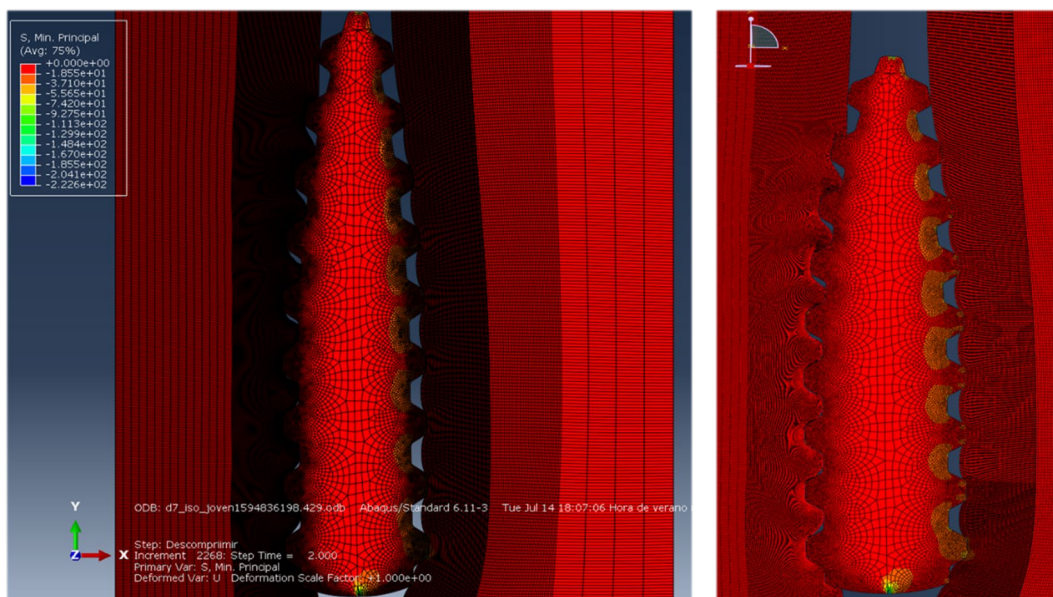 S, Min. Principal
(Avg: 75%)
+0.000e+00
-1.855e+01
-3.710e+01
-5.565e+01
-7.420e+01
-9.275e+01
-1.113e+02
-1.299e+02
-1.484e+02
-1.670e+02
-1.855e+02
-2.041e+02
-2.226e+02
Y
Z
X
ODB: d7_iso_joven1594836198.429.odb Abaqus/Standard 6.11-3 Tue Jul 14 18:07:06 Hora de verano
Step: Descomprimir
Increment 2268: Step Time = 2.000
Primary Var: S, Min. Principal
Deformed Var: U Deformation Scale Factor: +1.000e+00